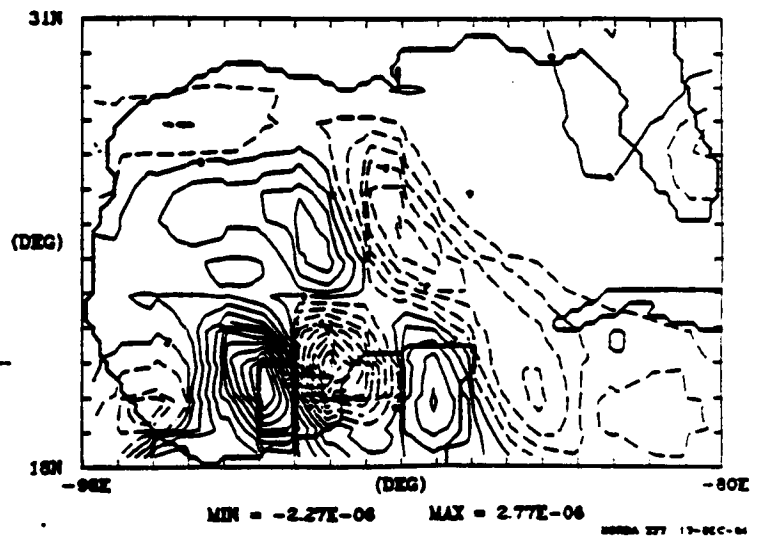 31N
(DEG)
18N
-98E (DEG) -80E
MIN = -2.27E-06 MAX = 2.77E-06